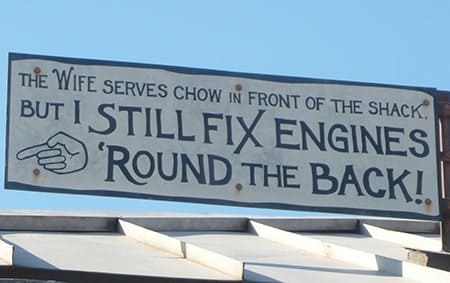 THE WIFE SERVES CHOW IN FRONT OF THE SHACK,
BUT I STILL FIX ENGINES
'ROUND THE BACK!